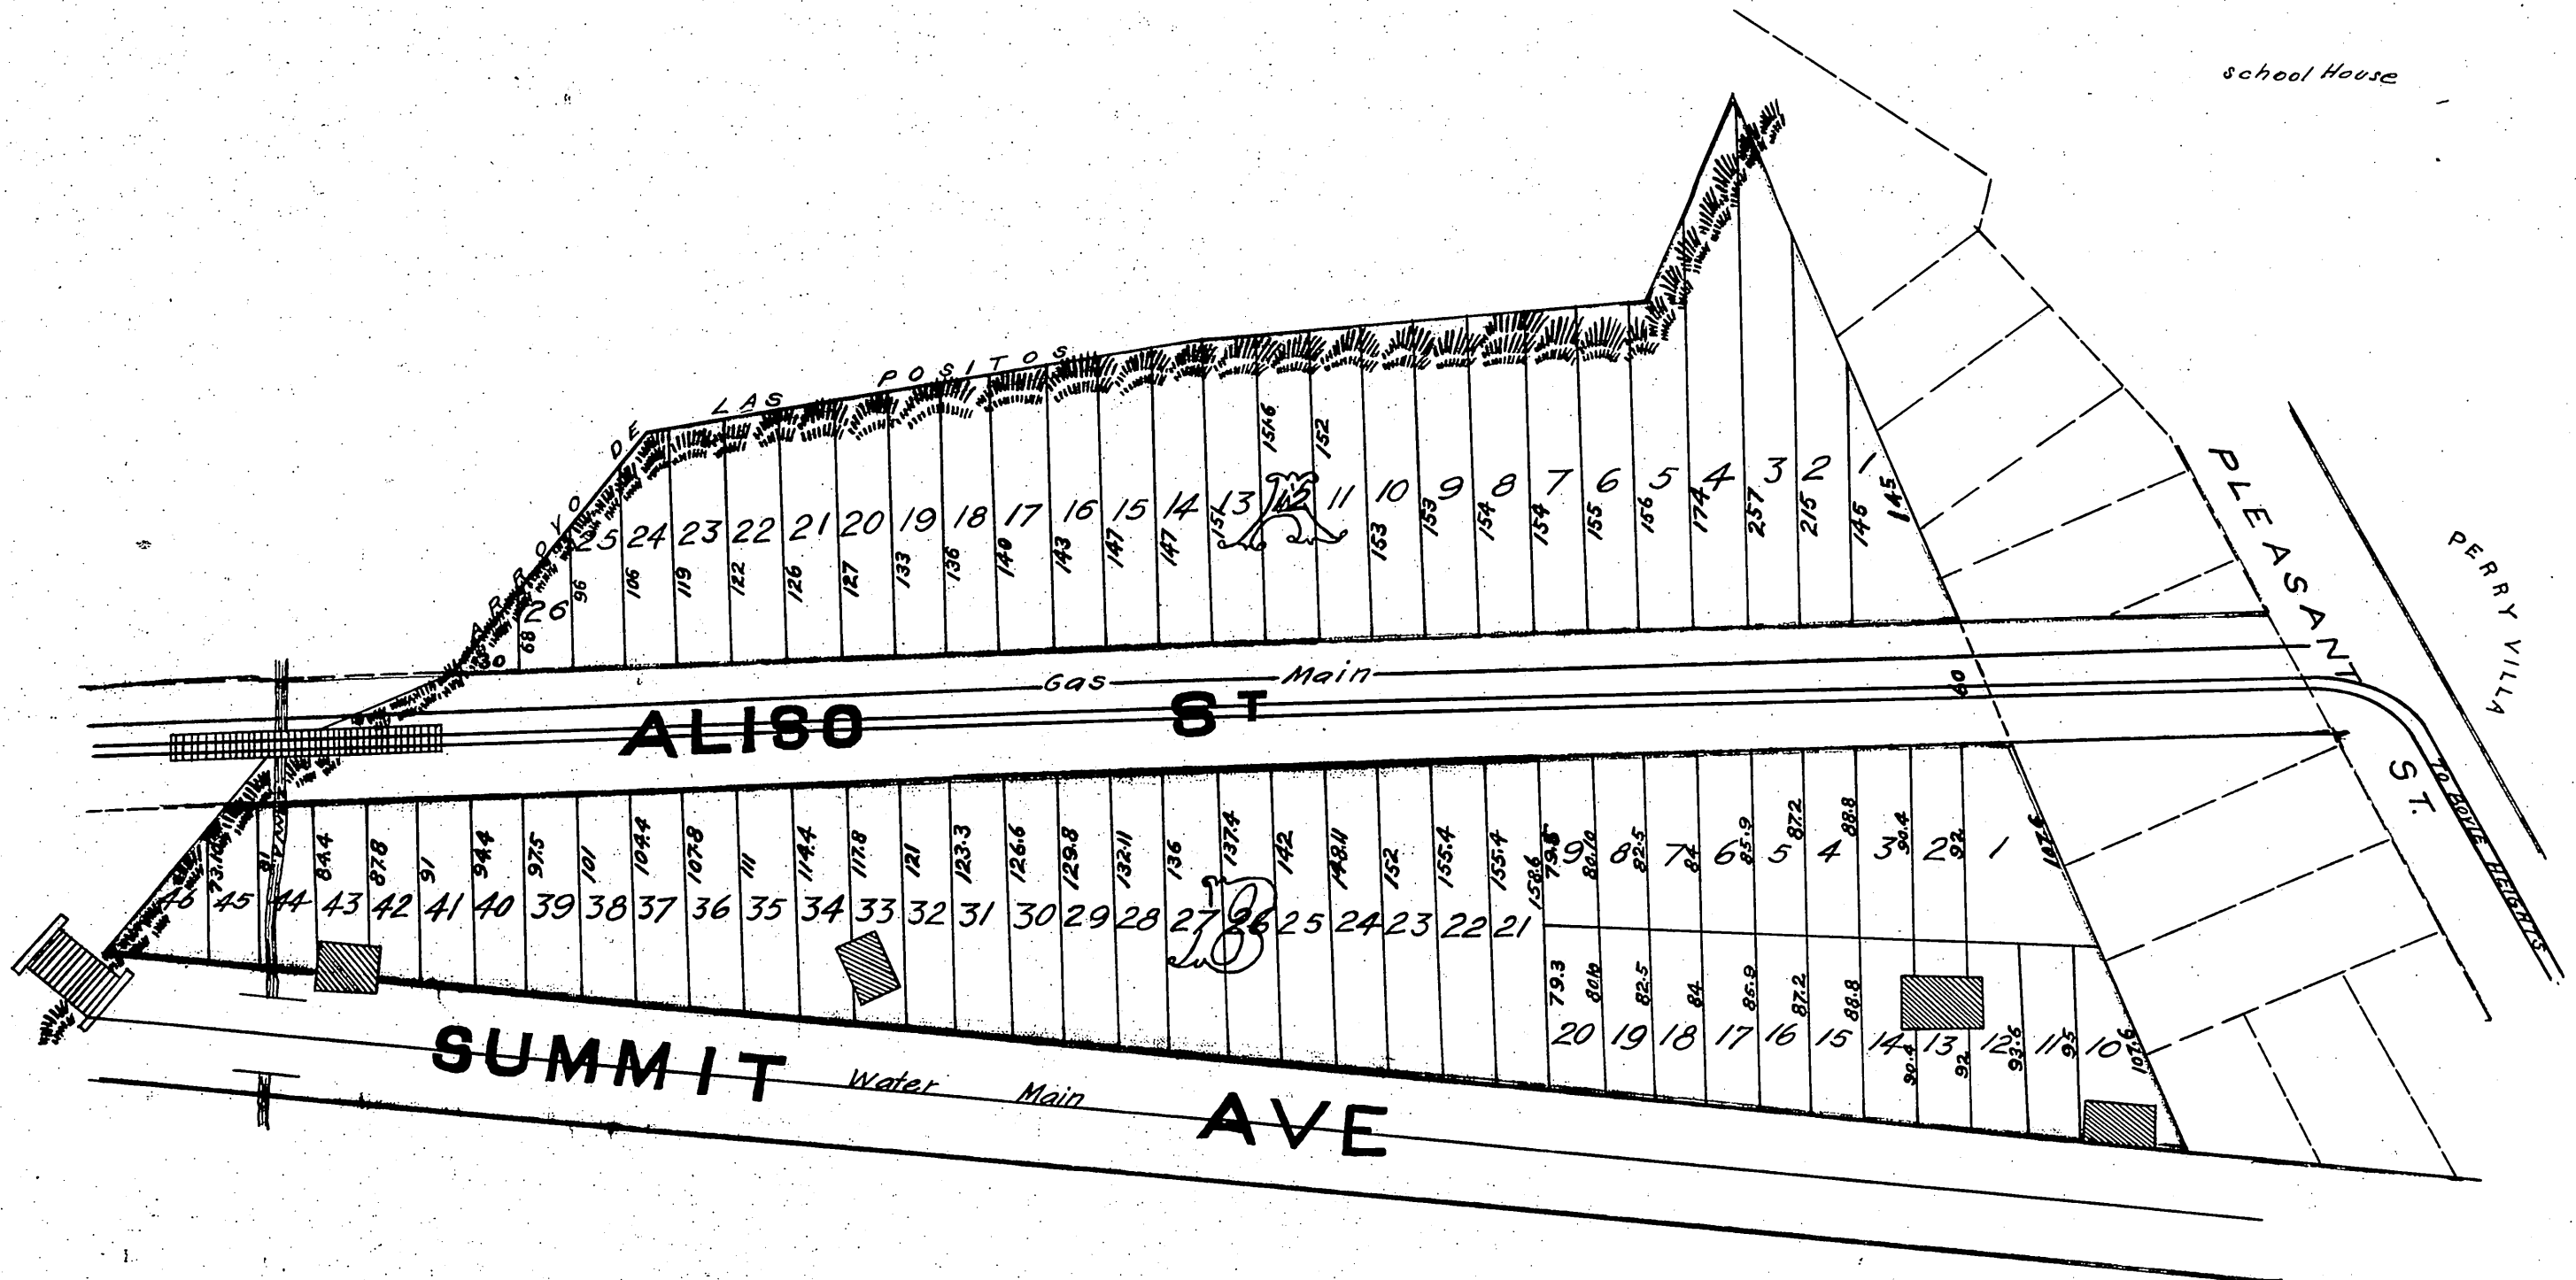 school House
ARROYO DE LAS POSITOS
PLEASANT ST.
PERRY VILLA
TO BOYLE HEIGHTS
26 25 24 23 22 21 20 19 18 17 16 15 14 13 12 11 10 9 8 7 6 5 4 3 2 1
30 68 96 106 119 122 126 127 133 136 140 143 147 147 151 151.6 152 153 153 154 154 155 156 174 257 215 145 145
A
Gas Main
ALISO ST
60
73.10 81 84.4 87.8 91 94.4 97.5 101 104.4 107.8 111 114.4 117.8 121 123.3 126.6 129.8 132.11 136 137.4 142 148.11 152 155.4 155.4 158.6
79.3 80.10 82.5 84 85.9 87.2 88.8 90.4 92 107.6
9 8 7 6 5 4 3 2 1
46 45 44 43 42 41 40 39 38 37 36 35 34 33 32 31 30 29 28 27 26 25 24 23 22 21
B
79.3 80.10 82.5 84 85.9 87.2 88.8 90.4 92 93.6 95 107.6
20 19 18 17 16 15 14 13 12 11 10
SUMMIT AVE
Water Main